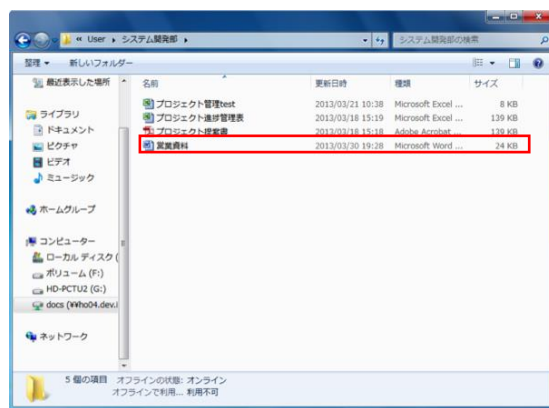 « User ▸ システム開発部 ▸
システム開発部の検索
整理 ▼ 新しいフォルダー
最近表示した場所
ライブラリ
ドキュメント
ピクチャ
ビデオ
ミュージック
ホームグループ
コンピューター
ローカル ディスク (
ボリューム (F:)
HD-PCTU2 (G:)
docs (¥¥ho04.dev.i
ネットワーク
名前 更新日時 種類 サイズ
プロジェクト管理test 2013/03/21 10:38 Microsoft Excel ... 8 KB
プロジェクト進捗管理表 2013/03/18 15:19 Microsoft Excel ... 139 KB
プロジェクト提案書 2013/03/18 15:18 Adobe Acrobat ... 139 KB
営業資料 2013/03/30 19:28 Microsoft Word ... 24 KB
5 個の項目 オフラインの状態: オンライン
オフラインで利用... 利用不可